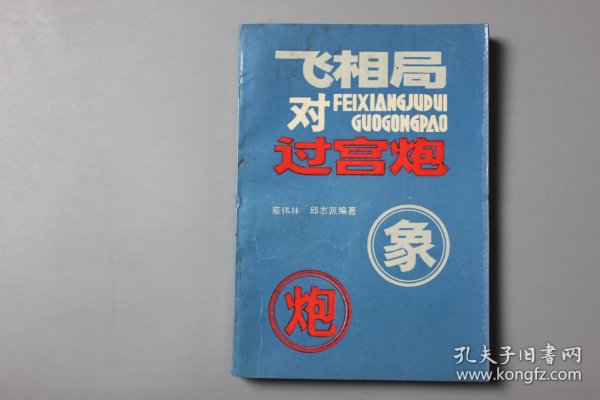 飞相局
对
FEIXIANGJUDUI
GUOGONGPAO
过宫炮
蔡伟林 邱志源编著
象
炮
孔夫子旧书网
www.kongfz.com